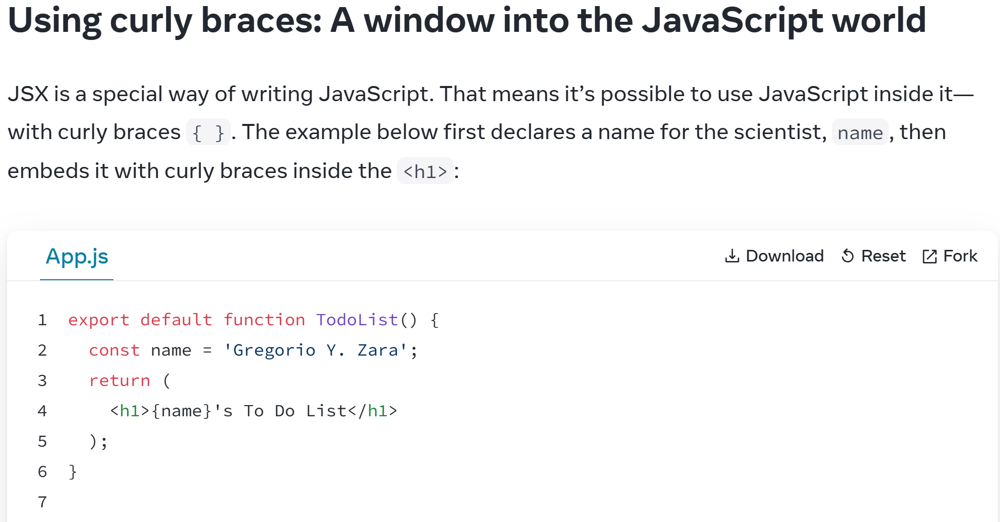 Using curly braces: A window into the JavaScript world
JSX is a special way of writing JavaScript. That means it’s possible to use JavaScript inside it—
with curly braces { }. The example below first declares a name for the scientist, name, then
embeds it with curly braces inside the <h1>:
App.js Download Reset Fork
1 export default function TodoList() {
2   const name = 'Gregorio Y. Zara';
3   return (
4     <h1>{name}'s To Do List</h1>
5   );
6 }
7